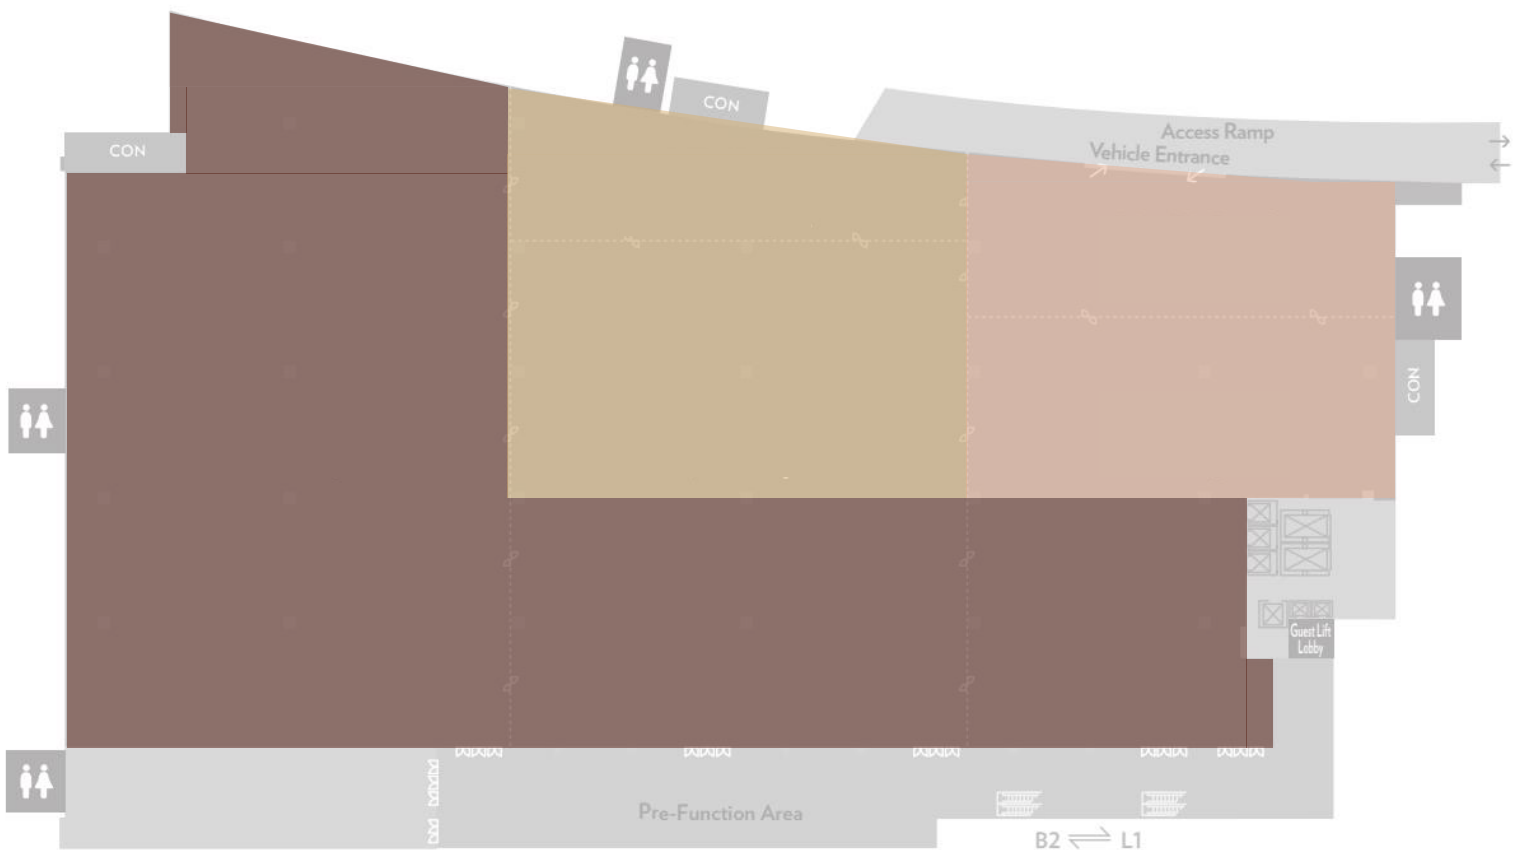 CON
Access Ramp
Vehicle Entrance
CON
CON
Guest Lift
Lobby
Pre-Function Area
B2 L1